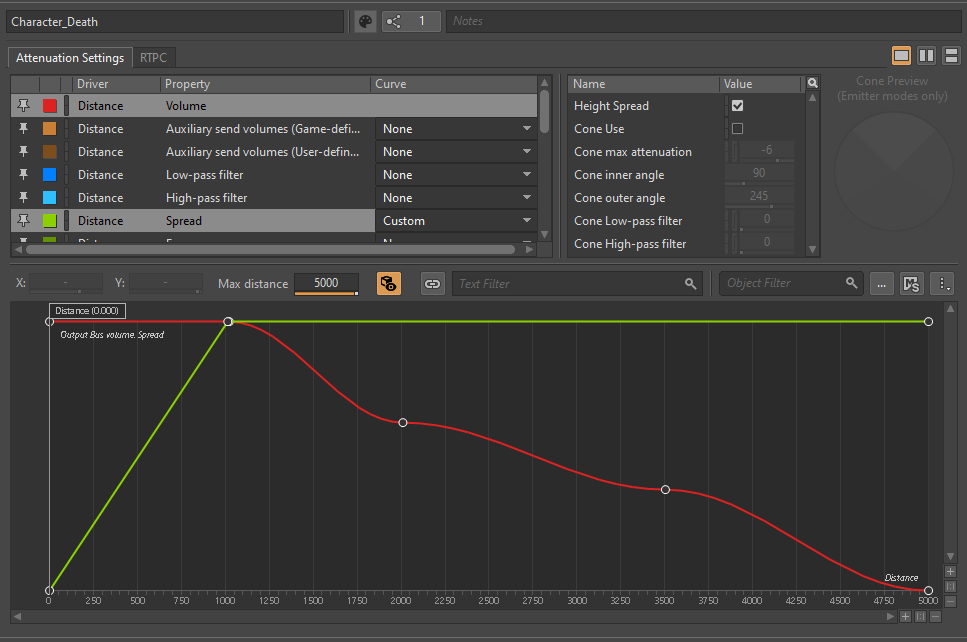 Character_Death 1 Notes
Attenuation Settings RTPC
Cone Preview
(Emitter modes only)
Driver Property Curve
Distance Volume
Distance Auxiliary send volumes (Game-defi... None
Distance Auxiliary send volumes (User-defin... None
Distance Low-pass filter None
Distance High-pass filter None
Distance Spread Custom
Name Value
Height Spread
Cone Use
Cone max attenuation -6
Cone inner angle 90
Cone outer angle 245
Cone Low-pass filter 0
Cone High-pass filter 0
X: - Y: - Max distance 5000 Text Filter Object Filter ... MS
Distance (0.000)
Output Bus volume. Spread
Distance
0 250 500 750 1000 1250 1500 1750 2000 2250 2500 2750 3000 3250 3500 3750 4000 4250 4500 4750 5000